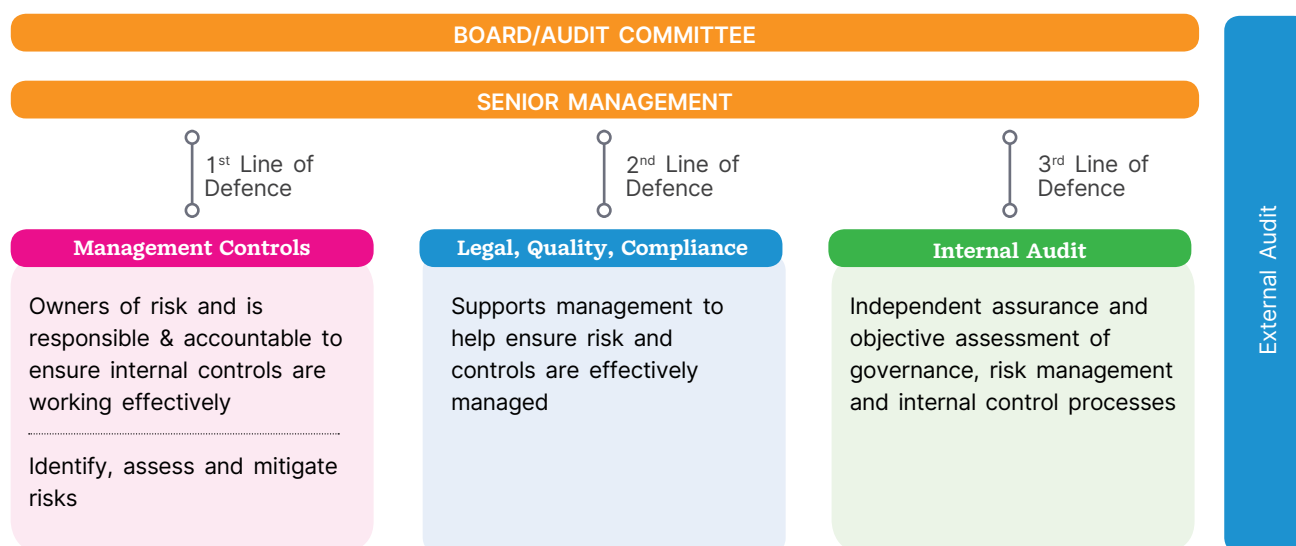 BOARD/AUDIT COMMITTEE
SENIOR MANAGEMENT
1st Line of
Defence
2nd Line of
Defence
3rd Line of
Defence
Management Controls
Owners of risk and is
responsible & accountable to
ensure internal controls are
working effectively
Identify, assess and mitigate
risks
Legal, Quality, Compliance
Supports management to
help ensure risk and
controls are effectively
managed
Internal Audit
Independent assurance and
objective assessment of
governance, risk management
and internal control processes
External Audit